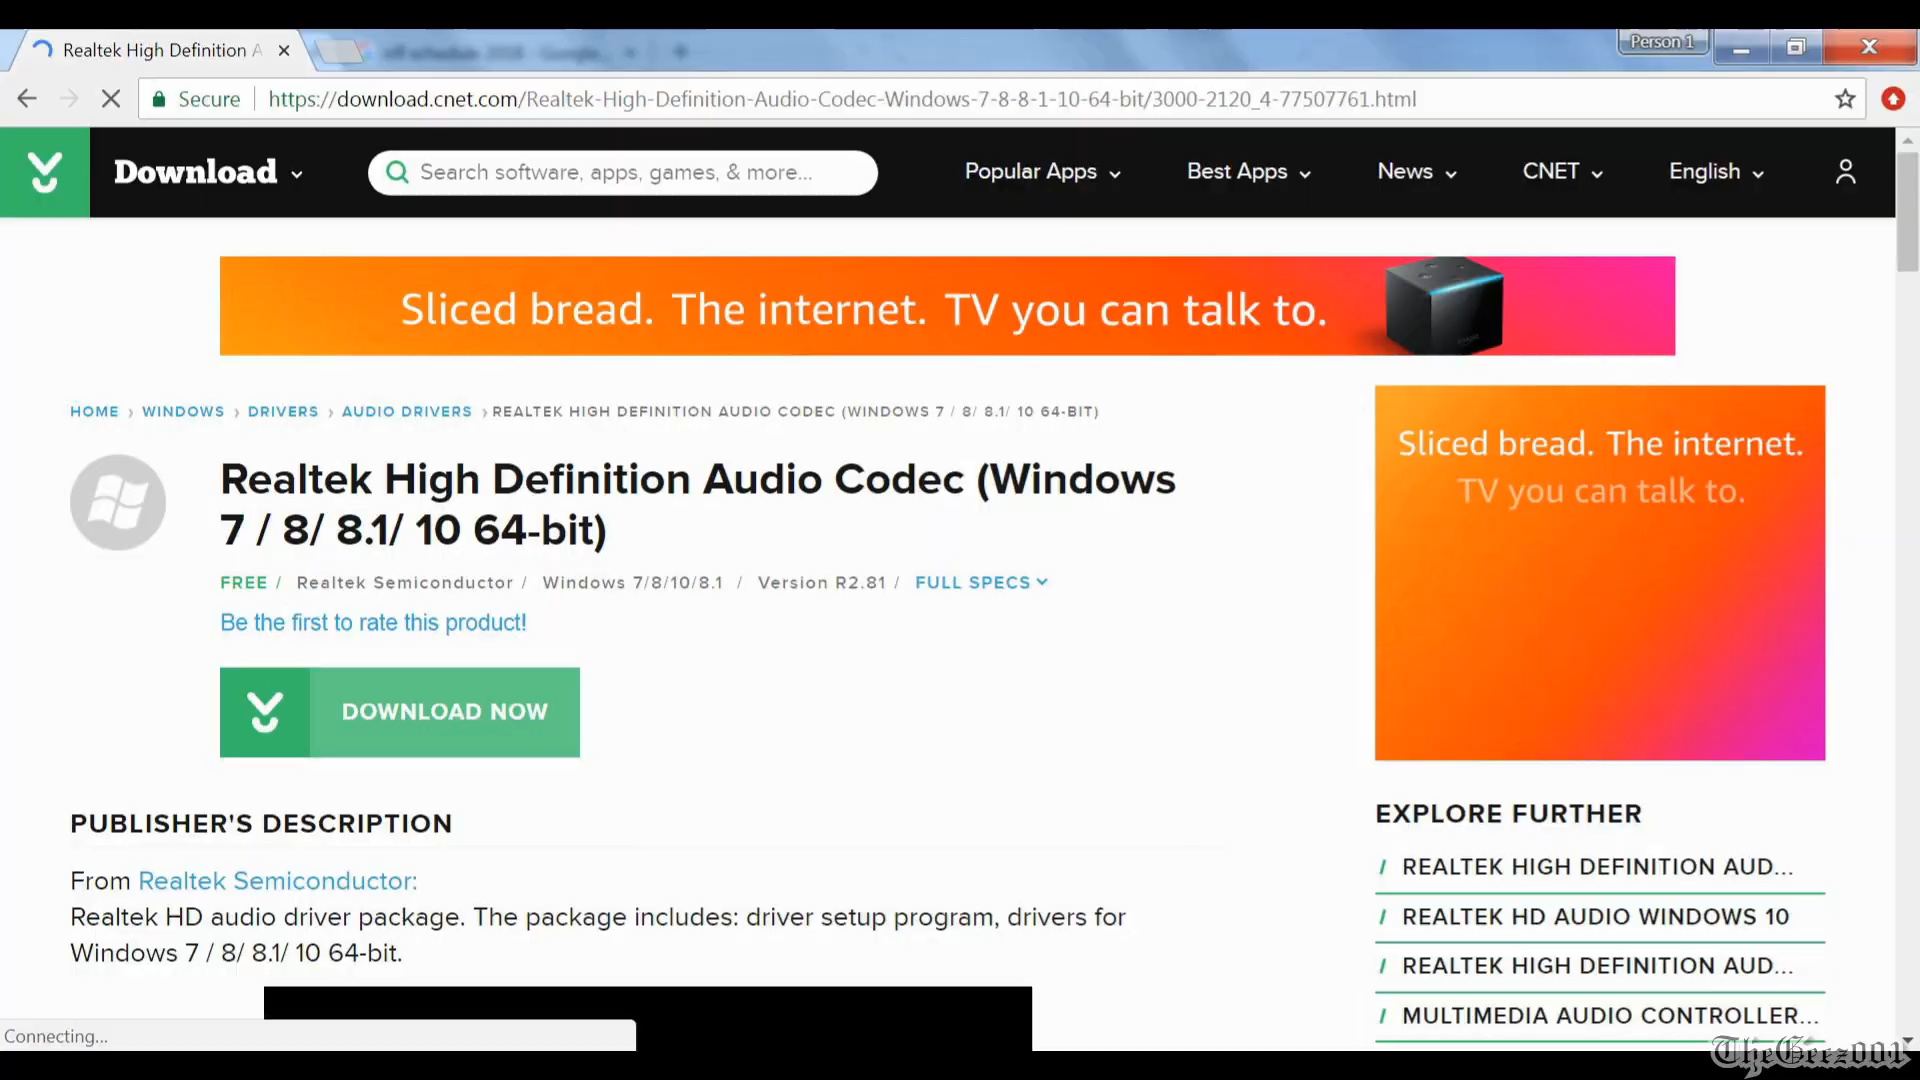 Realtek High Definition A
Person 1
Secure
https://download.cnet.com/Realtek-High-Definition-Audio-Codec-Windows-7-8-8-1-10-64-bit/3000-2120_4-77507761.html
Download
Search software, apps, games, & more...
Popular Apps
Best Apps
News
CNET
English
Sliced bread. The internet. TV you can talk to.
HOME › WINDOWS › DRIVERS › AUDIO DRIVERS › REALTEK HIGH DEFINITION AUDIO CODEC (WINDOWS 7 / 8/ 8.1/ 10 64-BIT)
Sliced bread. The internet.
TV you can talk to.
Realtek High Definition Audio Codec (Windows
7 / 8/ 8.1/ 10 64-bit)
FREE / Realtek Semiconductor / Windows 7/8/10/8.1 / Version R2.81 / FULL SPECS
Be the first to rate this product!
DOWNLOAD NOW
PUBLISHER'S DESCRIPTION
From Realtek Semiconductor:
Realtek HD audio driver package. The package includes: driver setup program, drivers for
Windows 7 / 8/ 8.1/ 10 64-bit.
EXPLORE FURTHER
/ REALTEK HIGH DEFINITION AUD...
/ REALTEK HD AUDIO WINDOWS 10
/ REALTEK HIGH DEFINITION AUD...
/ MULTIMEDIA AUDIO CONTROLLER...
Connecting...
TheGeez001